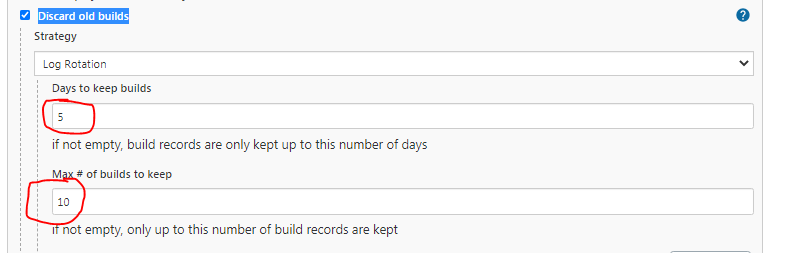 Discard old builds
?
Strategy
Log Rotation
Days to keep builds
5
if not empty, build records are only kept up to this number of days
Max # of builds to keep
10
if not empty, only up to this number of build records are kept